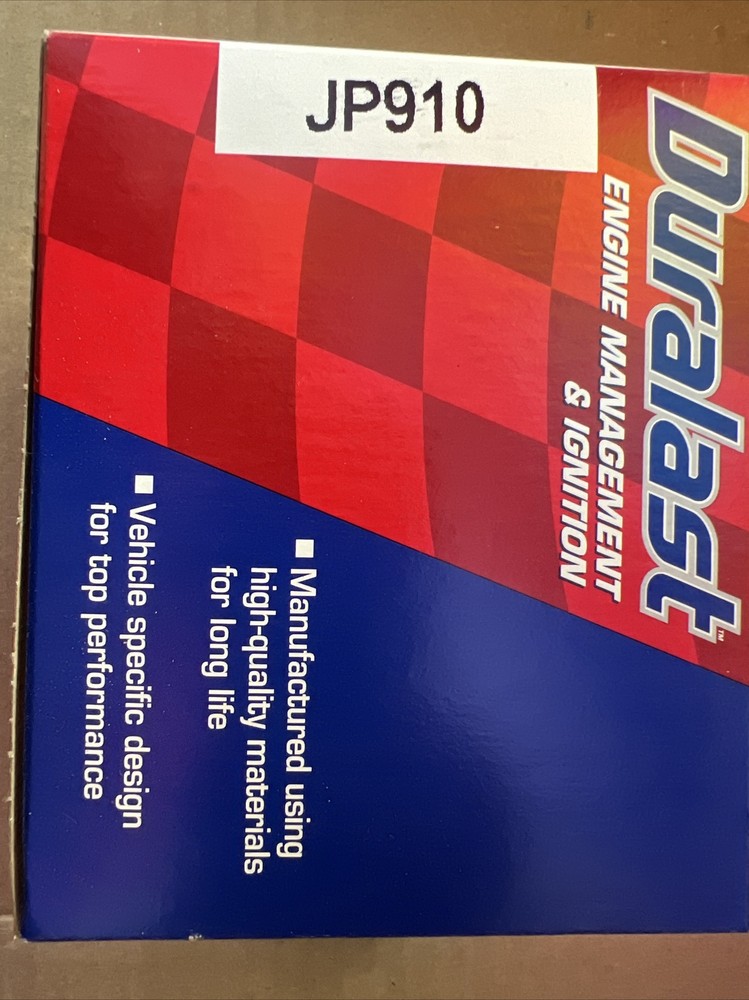 JP910
Duralast™
ENGINE MANAGEMENT
& IGNITION
■ Manufactured using
high-quality materials
for long life
■ Vehicle specific design
for top performance